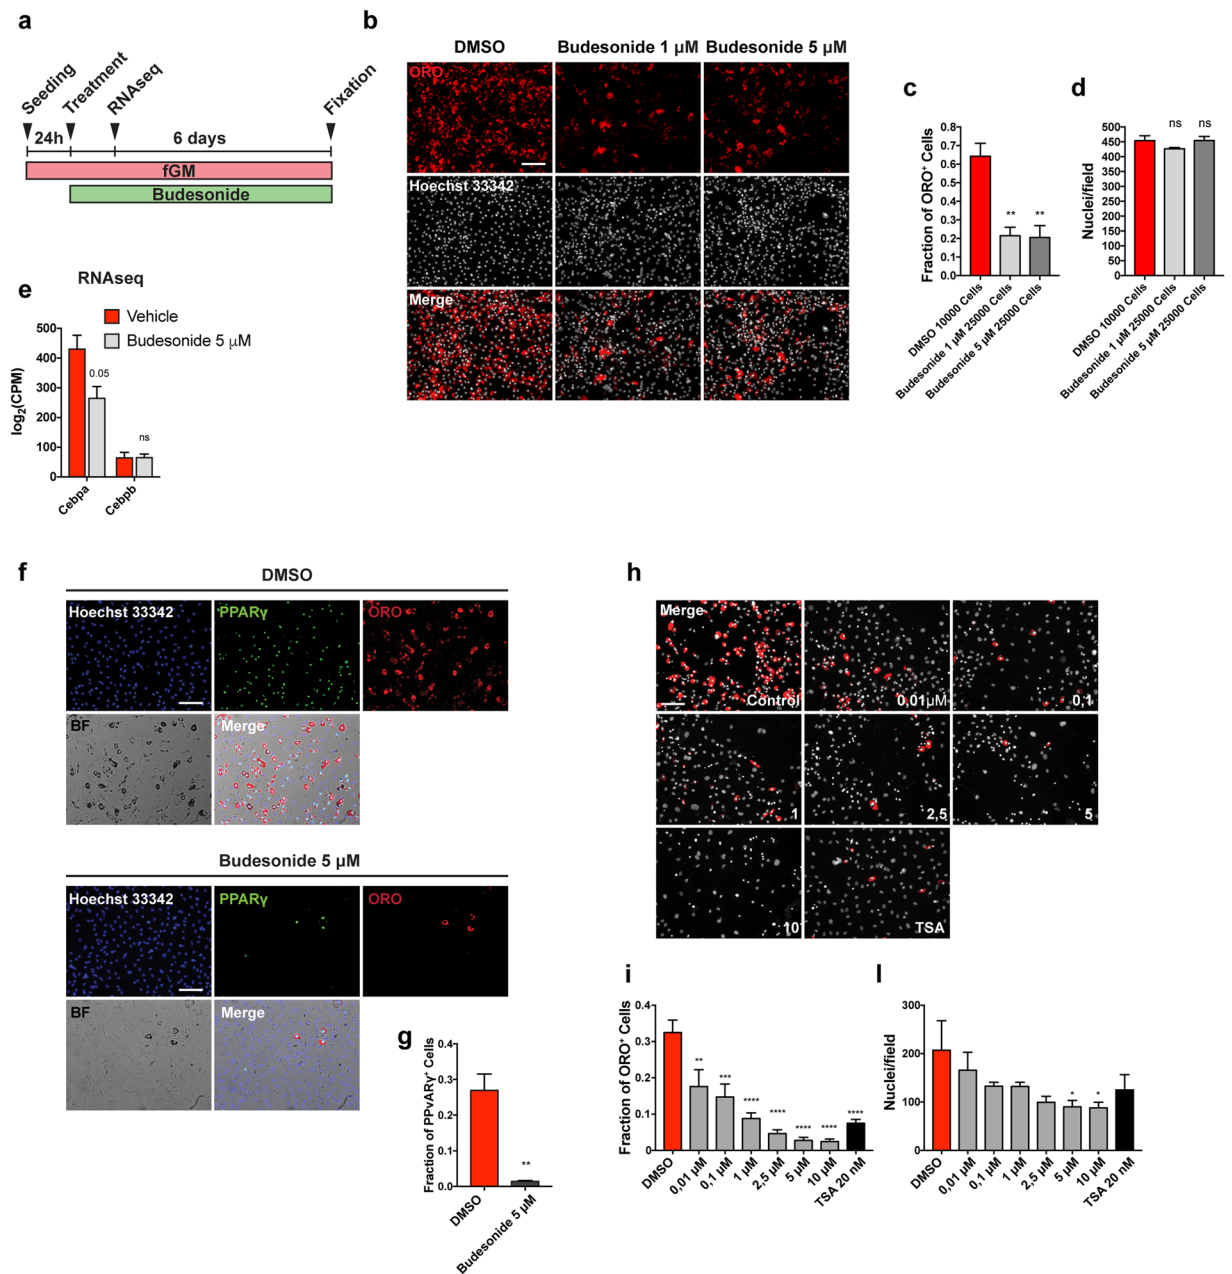 a
Seeding
Treatment
RNAseq
Fixation
24h
6 days
fGM
Budesonide
b
DMSO
Budesonide 1 µM
Budesonide 5 µM
ORO
Hoechst 33342
Merge
c
Fraction of ORO+ Cells
0.8
0.7
0.6
0.5
0.4
0.3
0.2
0.1
0.0
**
**
DMSO 10000 Cells
Budesonide 1 µM 25000 Cells
Budesonide 5 µM 25000 Cells
d
Nuclei/field
500
450
400
350
300
250
200
150
100
50
0
ns
ns
DMSO 10000 Cells
Budesonide 1 µM 25000 Cells
Budesonide 5 µM 25000 Cells
e
RNAseq
Vehicle
Budesonide 5 µM
log2(CPM)
500
400
300
200
100
0
0.05
ns
Cebpa
Cebpb
f
DMSO
Hoechst 33342
PPARγ
ORO
BF
Merge
Budesonide 5 µM
Hoechst 33342
PPARγ
ORO
BF
Merge
g
Fraction of PPvARγ+ Cells
0.4
0.3
0.2
0.1
0.0
**
DMSO
Budesonide 5 µM
h
Merge
Control
0,01µM
0,1
1
2,5
5
10
TSA
i
Fraction of ORO+ Cells
0.4
0.3
0.2
0.1
0
**
***
****
****
****
****
****
DMSO
0,01 µM
0,1 µM
1 µM
2,5 µM
5 µM
10 µM
TSA 20 nM
l
Nuclei/field
300
200
100
0
*
*
DMSO
0,01 µM
0,1 µM
1 µM
2,5 µM
5 µM
10 µM
TSA 20 nM